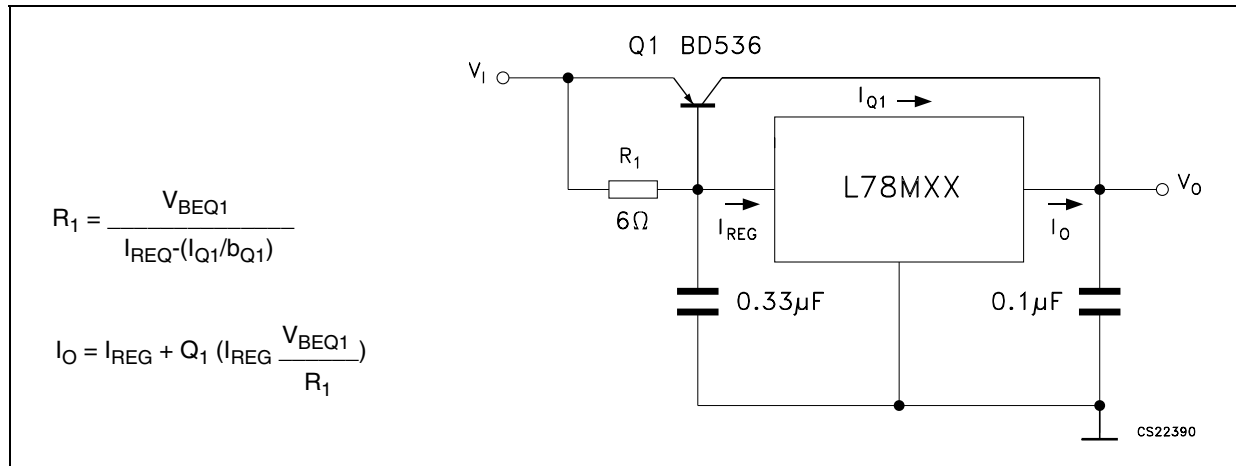 Q1 BD536
V_I
I_Q1
R_1
6Ω
L78MXX
V_O
I_REG
I_O
0.33µF
0.1µF
CS22390
R_1 = V_BEQ1
I_REQ-(I_Q1/b_Q1)
I_O = I_REG + Q_1 (I_REG V_BEQ1 )
R_1